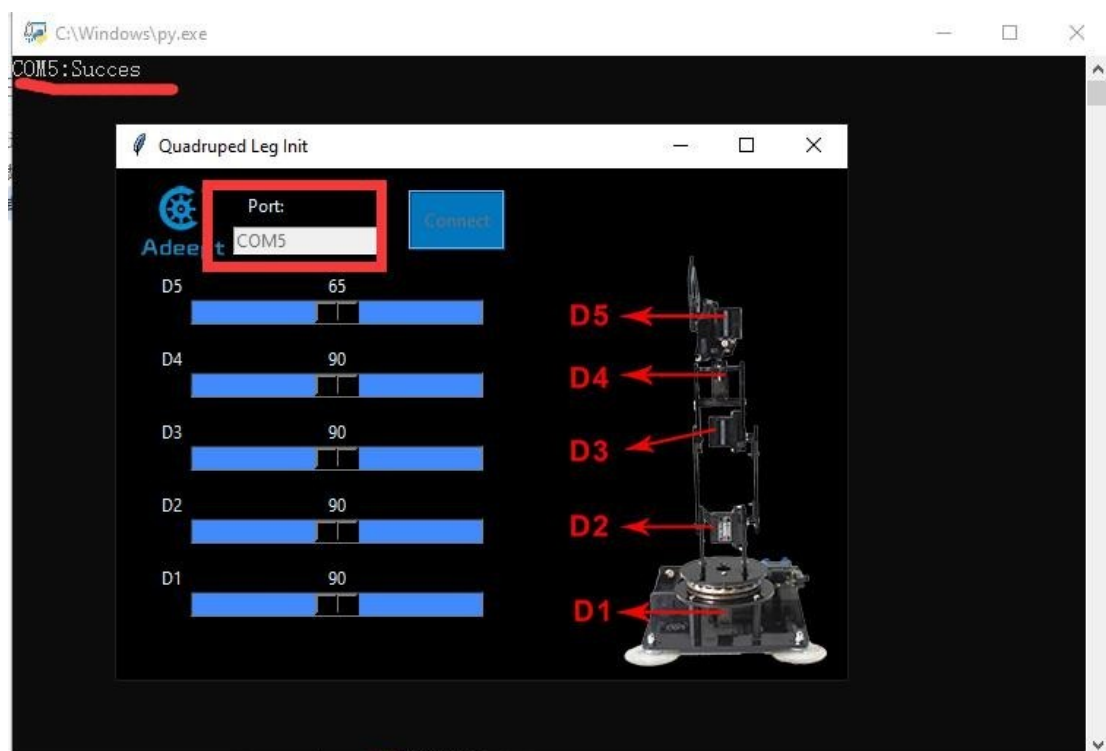 C:\Windows\py.exe
COM5:Succes
Quadruped Leg Init
Port:
Connect
Adeept
COM5
D5 65
D4 90
D3 90
D2 90
D1 90
D5
D4
D3
D2
D1